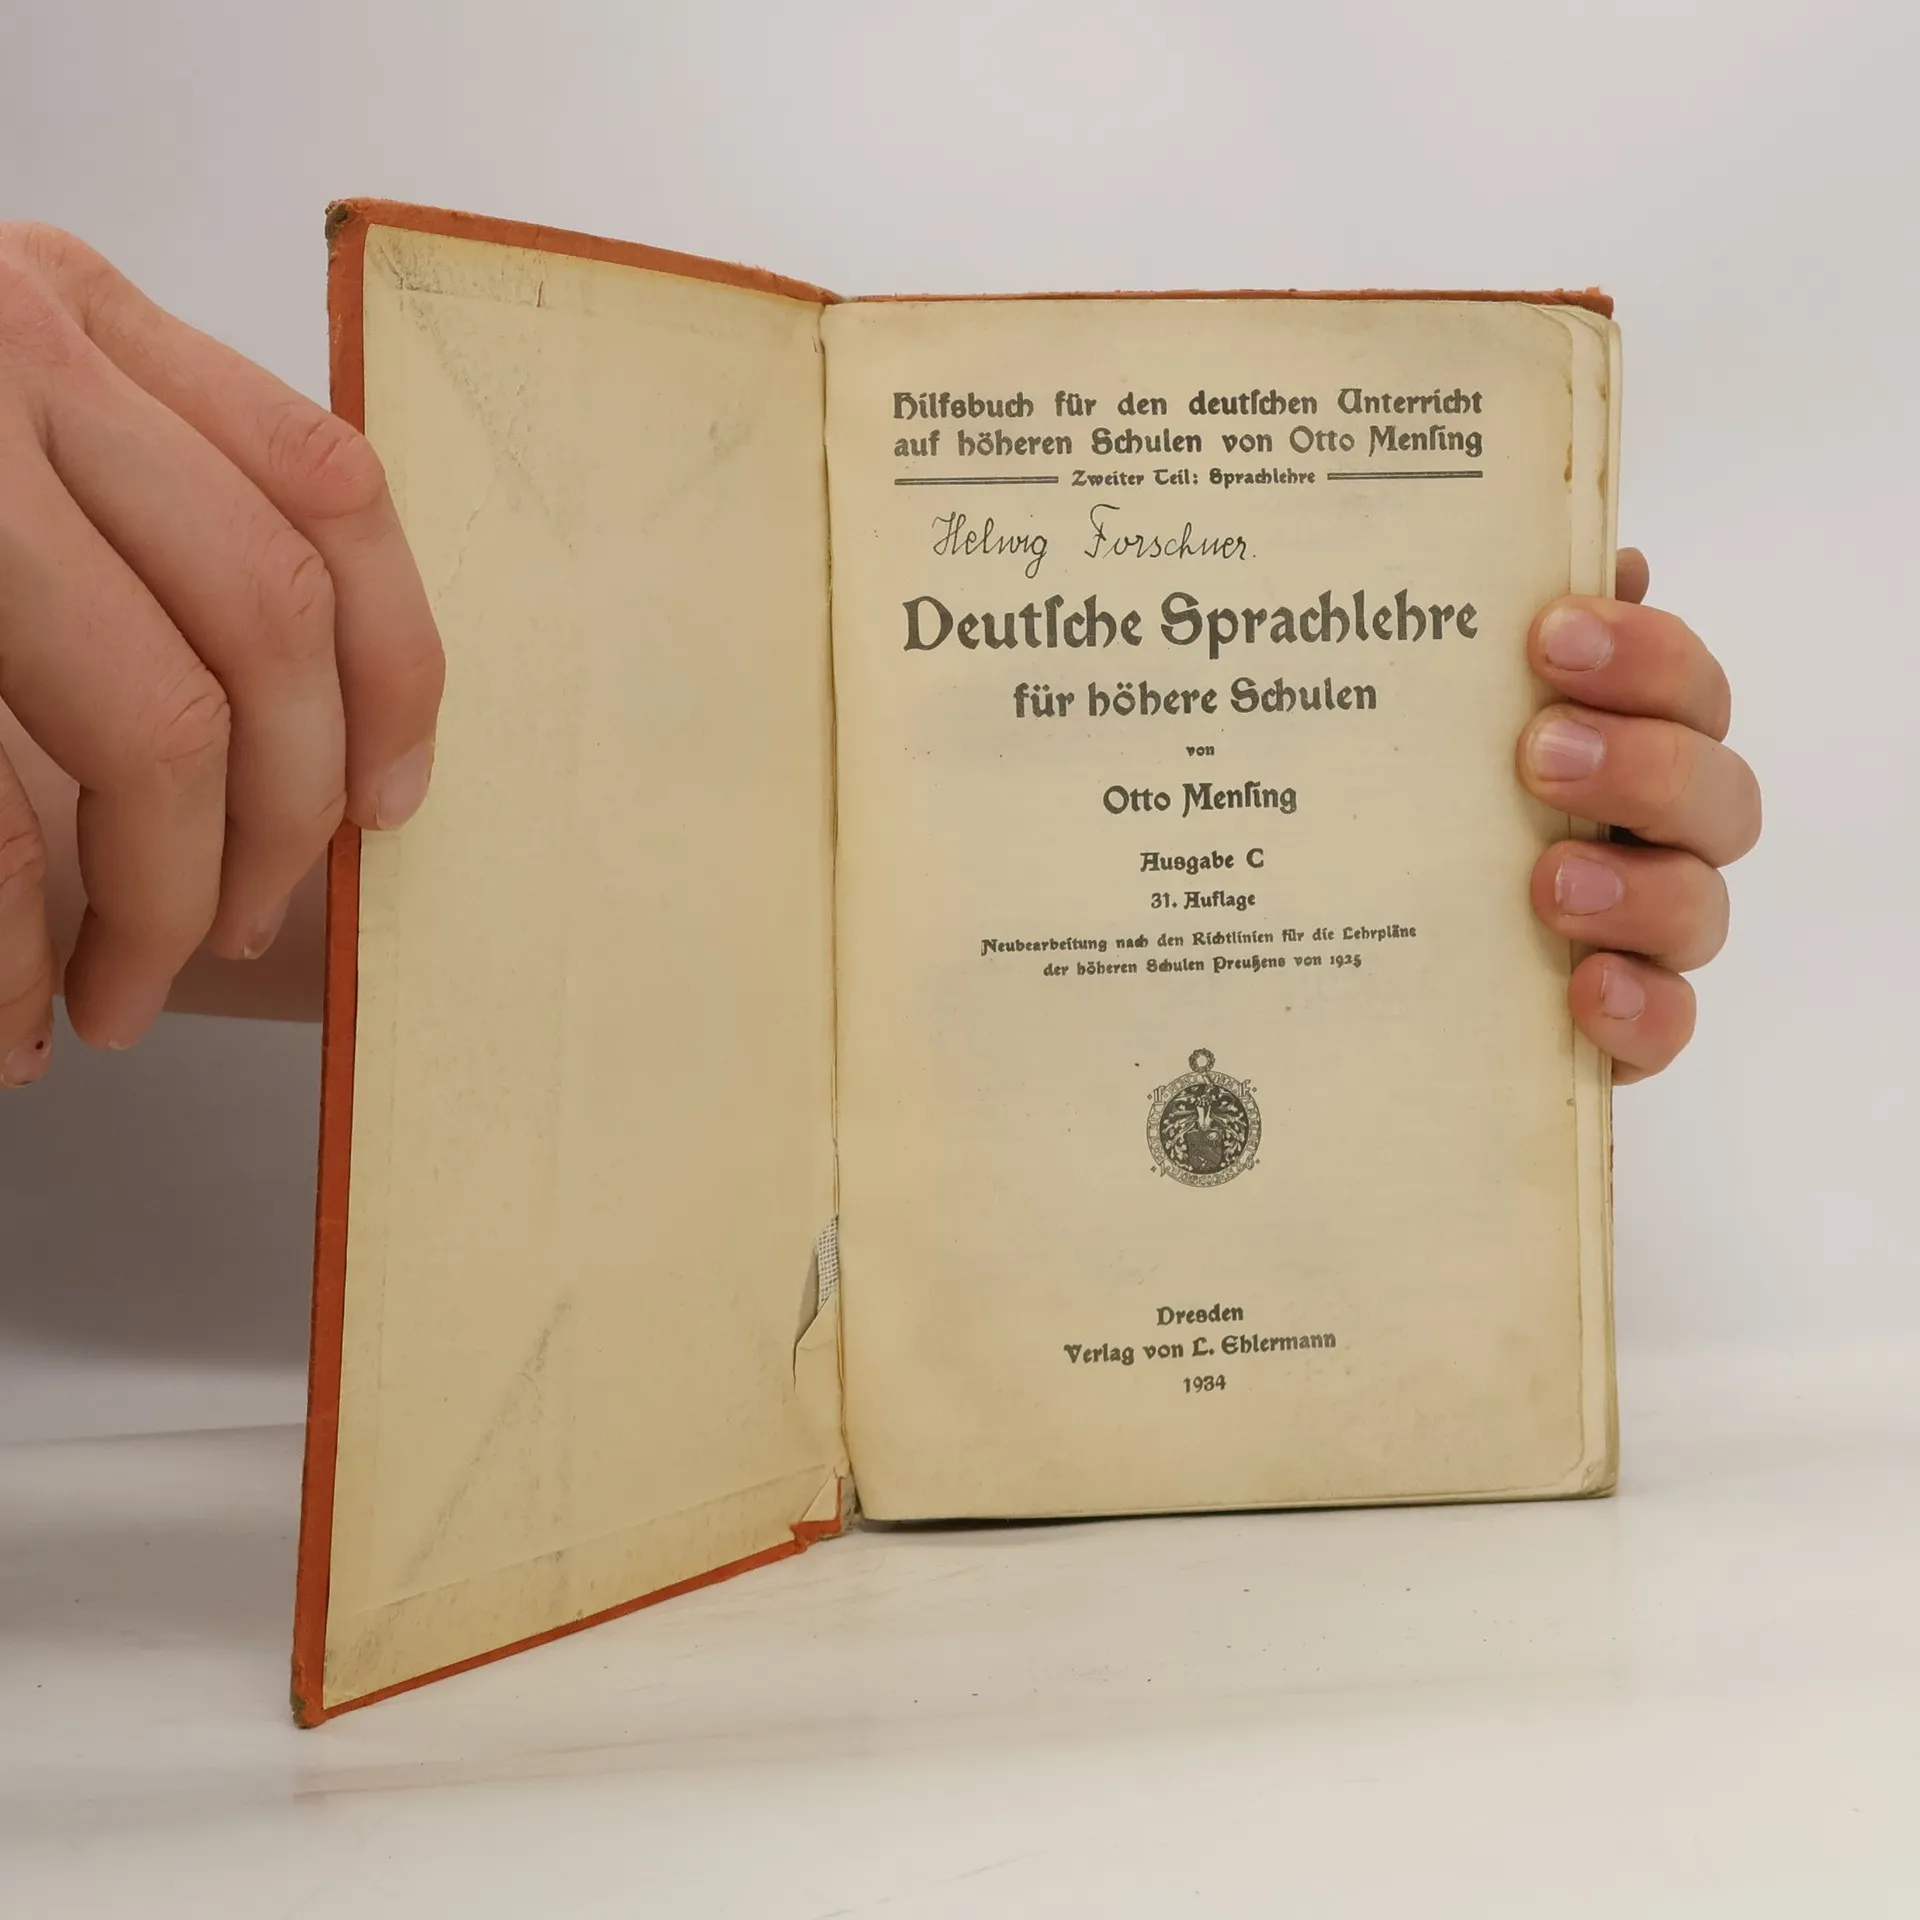 Hilfsbuch für den deutſchen Unterricht
auf höheren Schulen von Otto Menſing
Zweiter Teil: Sprachlehre
Helwig Forschner.
Deutſche Sprachlehre
für höhere Schulen
von
Otto Menſing
Ausgabe C
31. Auflage
Neubearbeitung nach den Richtlinien für die Lehrpläne
der höheren Schulen Preußens von 1925
Dresden
Verlag von L. Ehlermann
1934